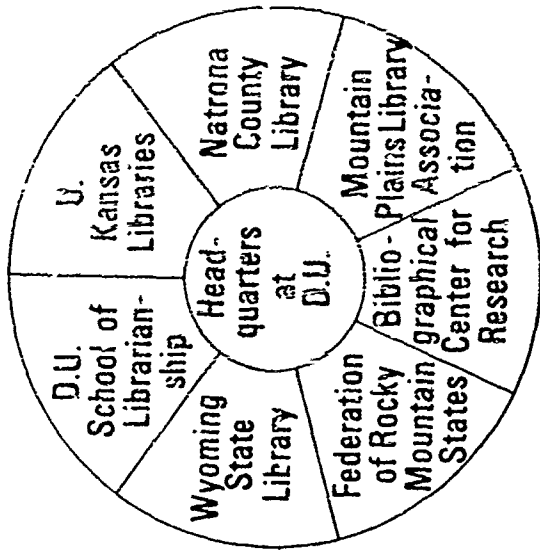 Head-
quarters
at
D.U.
D.U.
School of
Librarian-
ship
U.
Kansas
Libraries
Natrona
County
Library
Mountain
Plains Library
Associa-
tion
Biblio-
graphical
Center for
Research
Federation
of Rocky
Mountain
States
Wyoming
State
Library